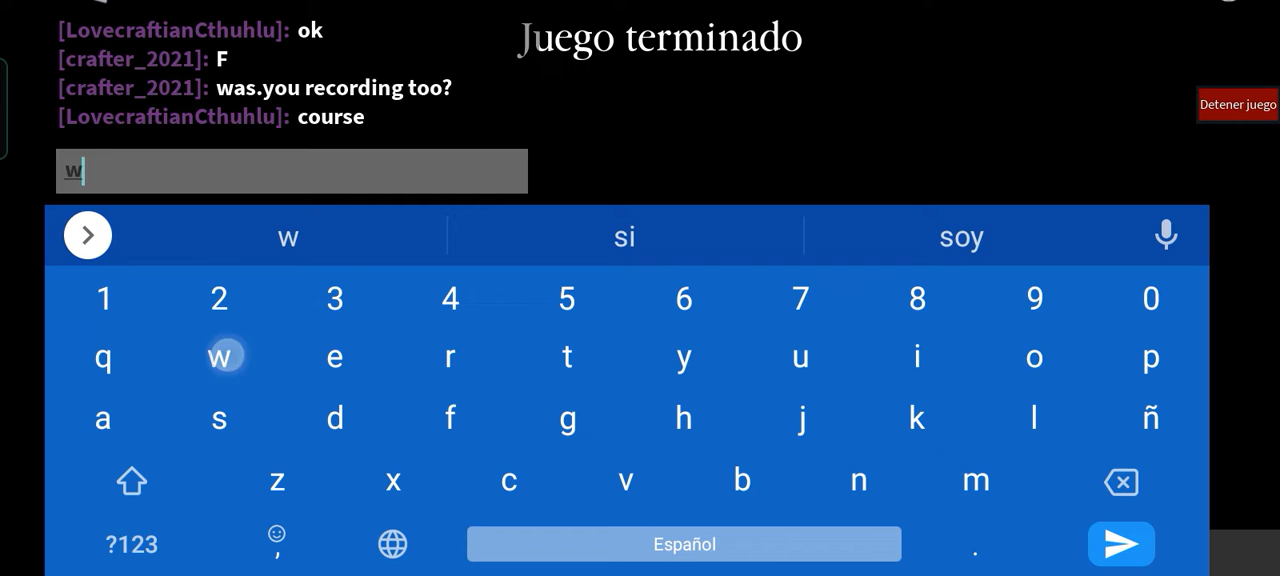 [LovecraftianCthuhlu]: ok
Juego terminado
[crafter_2021]: F
[crafter_2021]: was.you recording too?
Detener juego
[LovecraftianCthuhlu]: course
w
w si soy
1 2 3 4 5 6 7 8 9 0
q w e r t y u i o p
a s d f g h j k l ñ
z x c v b n m
?123 , Español .